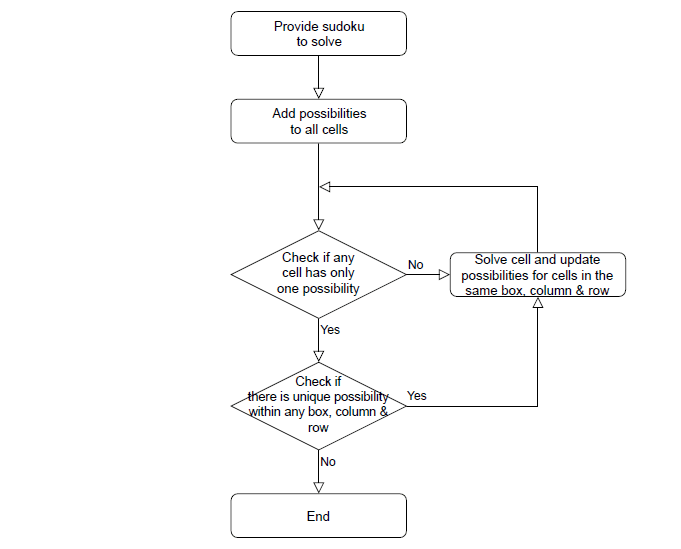 Provide sudoku
to solve
Add possibilities
to all cells
Check if any
cell has only
one possibility
No
Solve cell and update
possibilities for cells in the
same box, column & row
Yes
Check if
there is unique possibility
within any box, column &
row
Yes
No
End